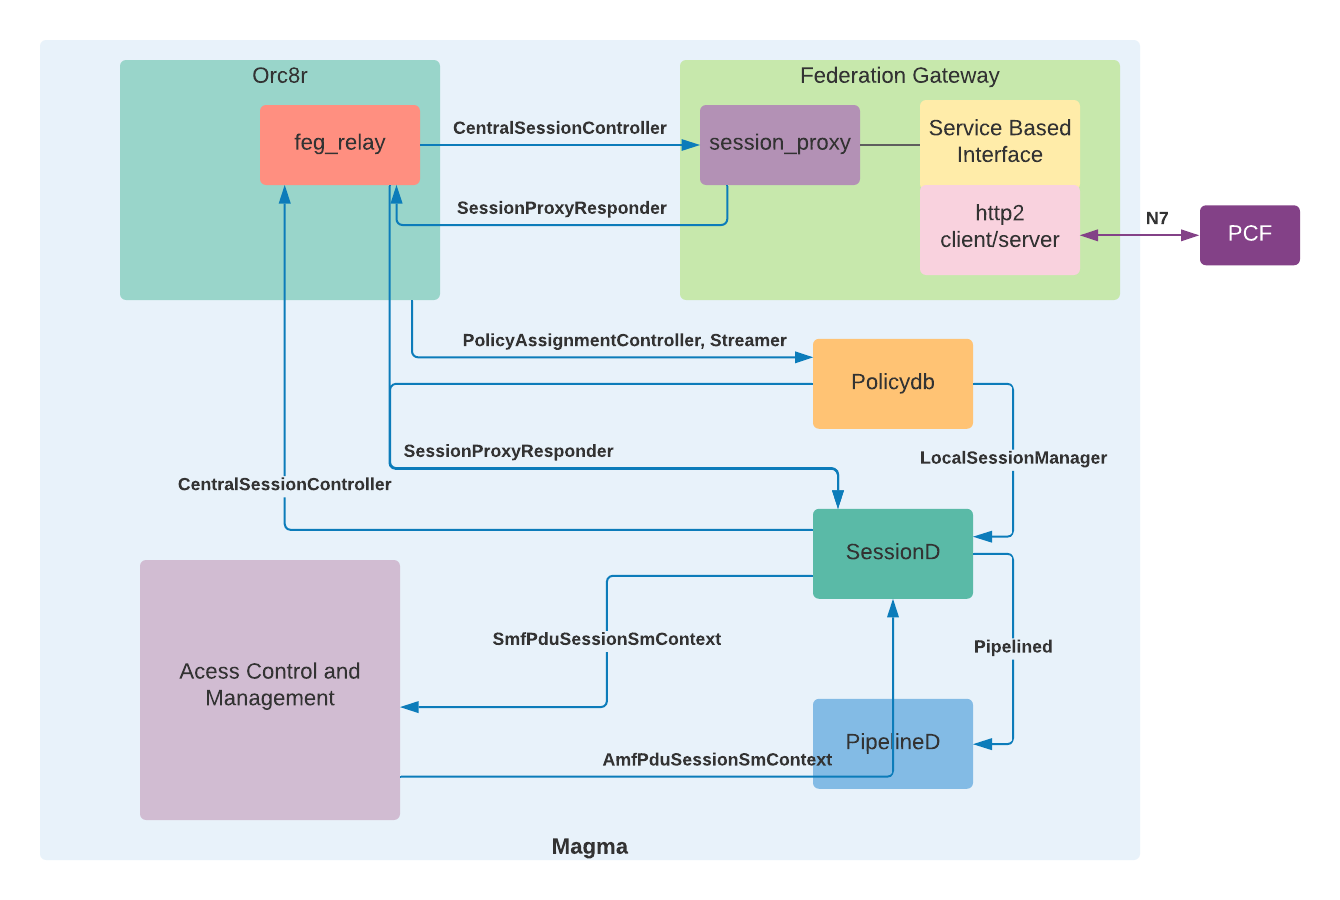 Orc8r
Federation Gateway
feg_relay
CentralSessionController
session_proxy
Service Based
Interface
SessionProxyResponder
http2
client/server
N7
PCF
PolicyAssignmentController, Streamer
Policydb
SessionProxyResponder
LocalSessionManager
CentralSessionController
SessionD
SmfPduSessionSmContext
Pipelined
Acess Control and
Management
PipelineD
AmfPduSessionSmContext
Magma